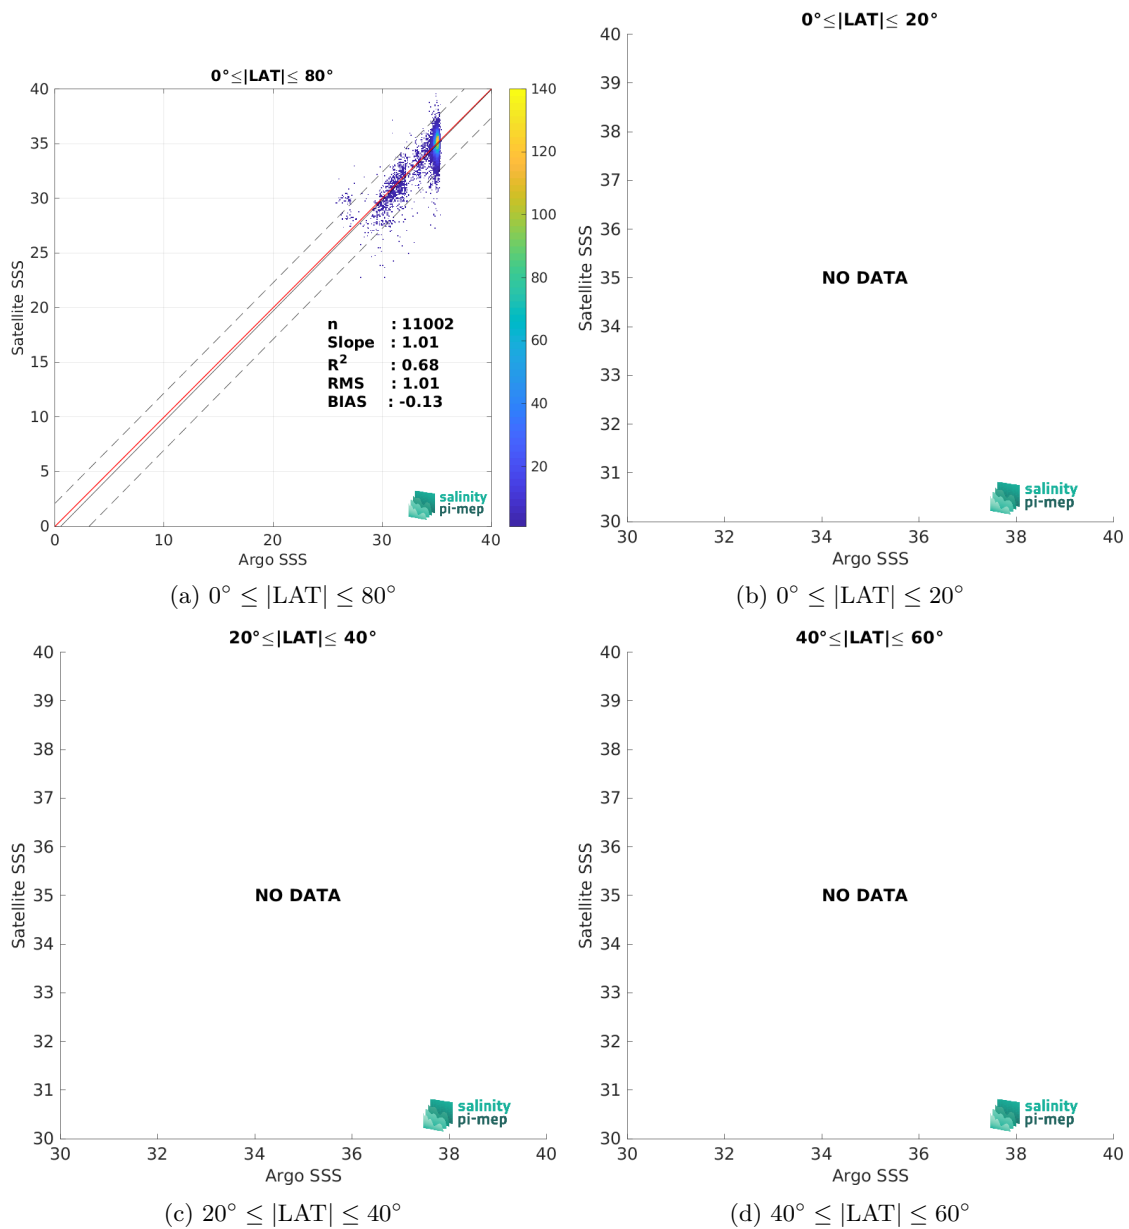 0°≤|LAT|≤ 80°
40
35
30
25
20
15
10
5
0
Satellite SSS
n : 11002
Slope : 1.01
R² : 0.68
RMS : 1.01
BIAS : -0.13
salinity
pi-mep
0 10 20 30 40
Argo SSS
140
120
100
80
60
40
20
(a) 0° ≤ |LAT| ≤ 80°
0°≤|LAT|≤ 20°
40
39
38
37
36
35
34
33
32
31
30
Satellite SSS
NO DATA
salinity
pi-mep
30 32 34 36 38 40
Argo SSS
(b) 0° ≤ |LAT| ≤ 20°
20°≤|LAT|≤ 40°
40
39
38
37
36
35
34
33
32
31
30
Satellite SSS
NO DATA
salinity
pi-mep
30 32 34 36 38 40
Argo SSS
(c) 20° ≤ |LAT| ≤ 40°
40°≤|LAT|≤ 60°
40
39
38
37
36
35
34
33
32
31
30
Satellite SSS
NO DATA
salinity
pi-mep
30 32 34 36 38 40
Argo SSS
(d) 40° ≤ |LAT| ≤ 60°